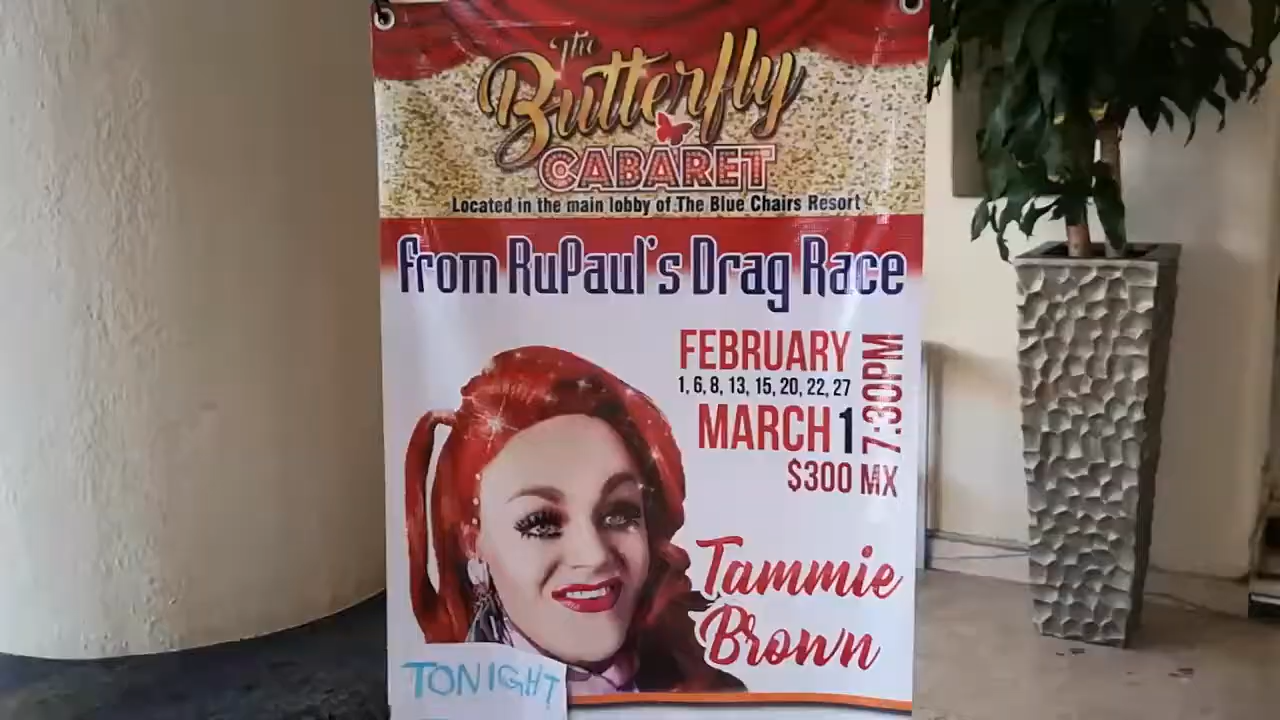 The
Butterfly
CABARET
Located in the main lobby of The Blue Chairs Resort
from RuPaul's Drag Race
FEBRUARY
1, 6, 8, 13, 15, 20, 22, 27
MARCH 1
7:30PM
$300 MX
Tammie
Brown
TONIGHT